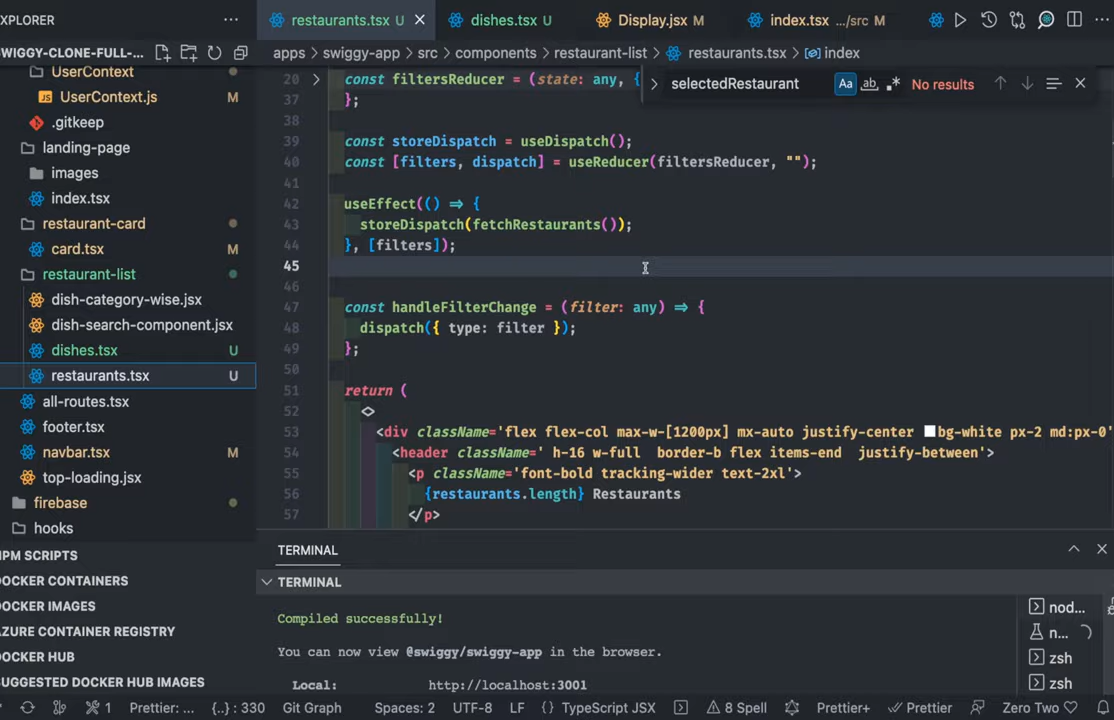 EXPLORER
restaurants.tsx U
dishes.tsx U
Display.jsx M
index.tsx .../src M
SWIGGY-CLONE-FULL-...
apps > swiggy-app > src > components > restaurant-list > restaurants.tsx > index
UserContext
UserContext.js M
.gitkeep
landing-page
images
index.tsx
restaurant-card
card.tsx M
restaurant-list
dish-category-wise.jsx
dish-search-component.jsx
dishes.tsx U
restaurants.tsx U
all-routes.tsx
footer.tsx
navbar.tsx M
top-loading.jsx
firebase
hooks
NPM SCRIPTS
DOCKER CONTAINERS
DOCKER IMAGES
AZURE CONTAINER REGISTRY
DOCKER HUB
SUGGESTED DOCKER HUB IMAGES
selectedRestaurant Aa ab No results
20 const filtersReducer = (state: any, {
37 };
38
39 const storeDispatch = useDispatch();
40 const [filters, dispatch] = useReducer(filtersReducer, "");
41
42 useEffect(() => {
43 storeDispatch(fetchRestaurants());
44 }, [filters]);
45
46
47 const handleFilterChange = (filter: any) => {
48 dispatch({ type: filter });
49 };
50
51 return (
52 <>
53 <div className='flex flex-col max-w-[1200px] mx-auto justify-center bg-white px-2 md:px-0'
54 <header className=' h-16 w-full  border-b flex items-end  justify-between'>
55 <p className='font-bold tracking-wider text-2xl'>
56 {restaurants.length} Restaurants
57 </p>
TERMINAL
TERMINAL
Compiled successfully!
You can now view @swiggy/swiggy-app in the browser.
Local: http://localhost:3001
nod...
n...
zsh
zsh
1 Prettier: ... {..} : 330 Git Graph Spaces: 2 UTF-8 LF {} TypeScript JSX 8 Spell Prettier+ Prettier Zero Two